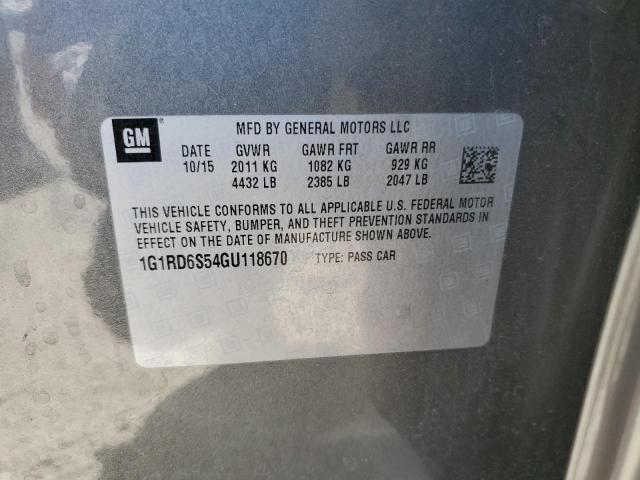 GM
®
MFD BY GENERAL MOTORS LLC
DATE GVWR GAWR FRT GAWR RR
10/15 2011 KG 1082 KG 929 KG
4432 LB 2385 LB 2047 LB
THIS VEHICLE CONFORMS TO ALL APPLICABLE U.S. FEDERAL MOTOR
VEHICLE SAFETY, BUMPER, AND THEFT PREVENTION STANDARDS IN
EFFECT ON THE DATE OF MANUFACTURE SHOWN ABOVE.
1G1RD6S54GU118670 TYPE: PASS CAR